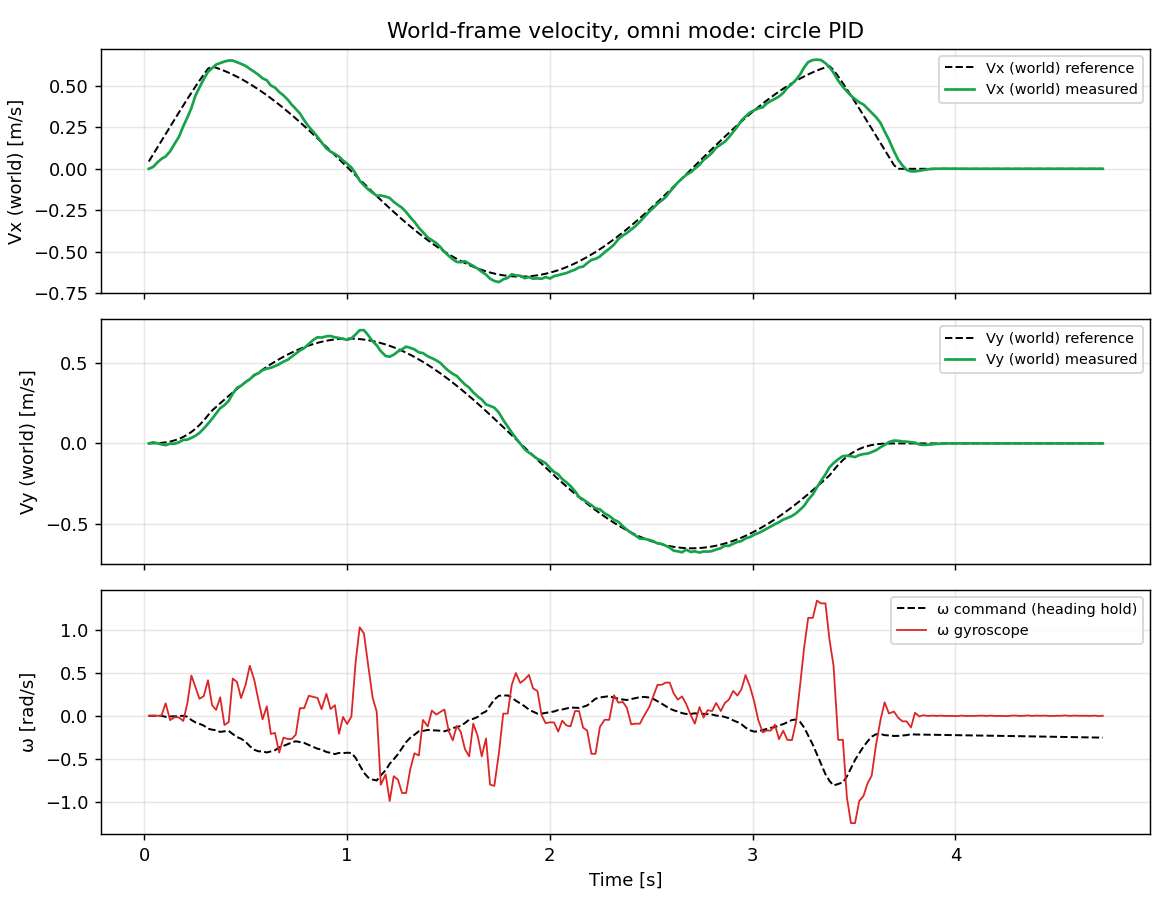 World-frame velocity, omni mode: circle PID
Vx (world) [m/s]
0.50
0.25
0.00
−0.25
−0.50
−0.75
Vx (world) reference
Vx (world) measured
Vy (world) [m/s]
0.5
0.0
−0.5
Vy (world) reference
Vy (world) measured
ω [rad/s]
1.0
0.5
0.0
−0.5
−1.0
ω command (heading hold)
ω gyroscope
0 1 2 3 4
Time [s]